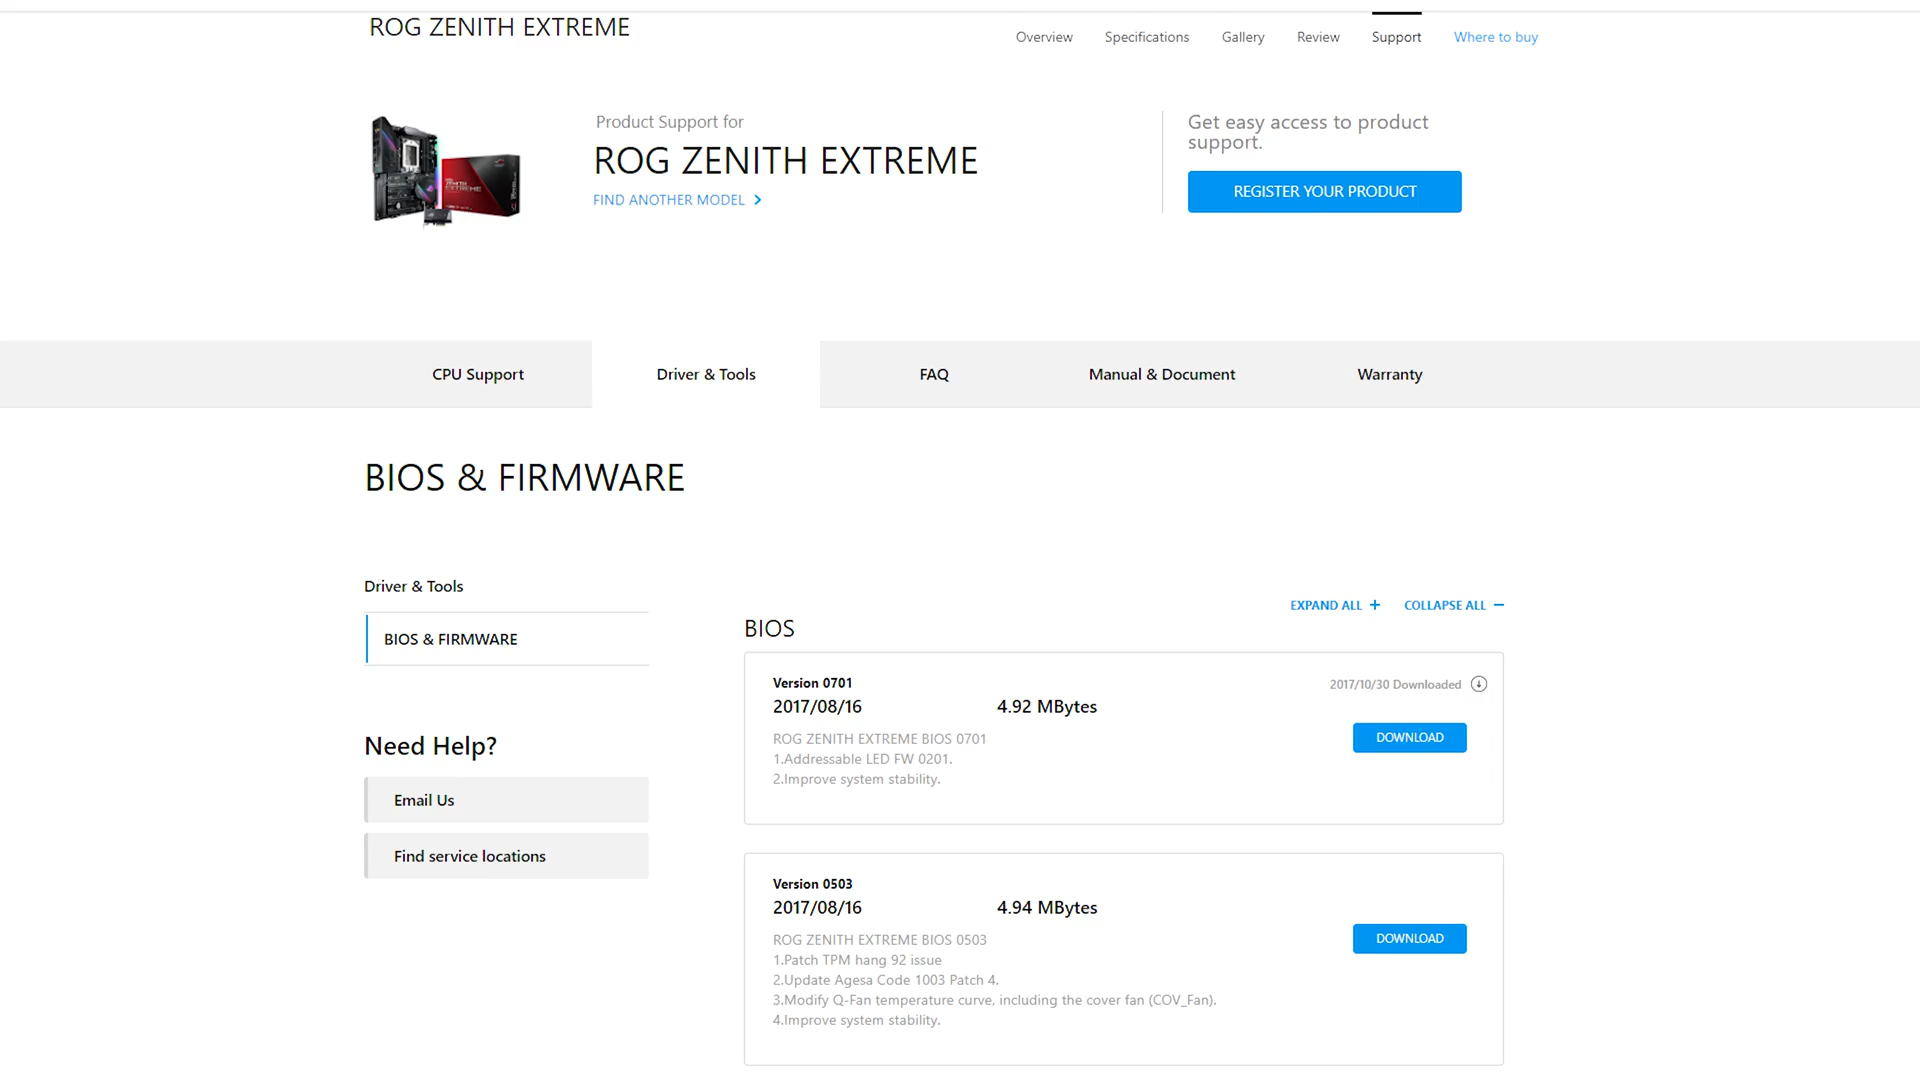 ROG ZENITH EXTREME
Overview
Specifications
Gallery
Review
Support
Where to buy
Product Support for
ROG ZENITH EXTREME
FIND ANOTHER MODEL
Get easy access to product
support.
REGISTER YOUR PRODUCT
CPU Support
Driver & Tools
FAQ
Manual & Document
Warranty
BIOS & FIRMWARE
Driver & Tools
BIOS & FIRMWARE
Need Help?
Email Us
Find service locations
EXPAND ALL +
COLLAPSE ALL −
BIOS
Version 0701
2017/10/30 Downloaded
2017/08/16
4.92 MBytes
DOWNLOAD
ROG ZENITH EXTREME BIOS 0701
1.Addressable LED FW 0201.
2.Improve system stability.
Version 0503
2017/08/16
4.94 MBytes
DOWNLOAD
ROG ZENITH EXTREME BIOS 0503
1.Patch TPM hang 92 issue
2.Update Agesa Code 1003 Patch 4.
3.Modify Q-Fan temperature curve, including the cover fan (COV_Fan).
4.Improve system stability.